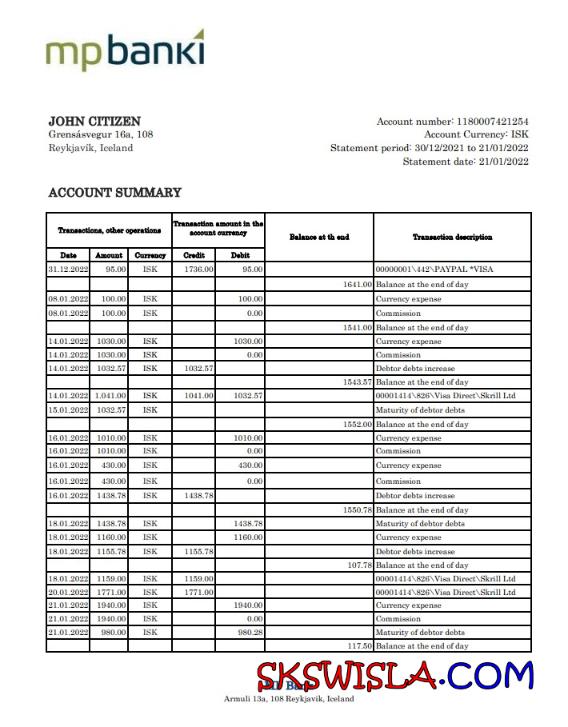 mpbanki
JOHN CITIZEN
Grensásvegur 16a, 108
Reykjavík, Iceland
Account number: 1180007421254
Account Currency: ISK
Statement period: 30/12/2021 to 21/01/2022
Statement date: 21/01/2022
ACCOUNT SUMMARY
Transactions, other operations Transaction amount in the account currency Balance at th end Transaction description
Date Amount Currency Credit Debit
31.12.2022 95.00 ISK 1736.00 95.00 00000001\442\PAYPAL *VISA
1641.00 Balance at the end of day
08.01.2022 100.00 ISK 100.00 Currency expense
08.01.2022 100.00 ISK 0.00 Commission
1541.00 Balance at the end of day
14.01.2022 1030.00 ISK 1030.00 Currency expense
14.01.2022 1030.00 ISK 0.00 Commission
14.01.2022 1032.57 ISK 1032.57 Debtor debts increase
1543.57 Balance at the end of day
14.01.2022 1.041.00 ISK 1041.00 1032.57 00001414\826\Visa Direct\Skrill Ltd
15.01.2022 1032.57 ISK Maturity of debtor debts
1552.00 Balance at the end of day
16.01.2022 1010.00 ISK 1010.00 Currency expense
16.01.2022 1010.00 ISK 0.00 Commission
16.01.2022 430.00 ISK 430.00 Currency expense
16.01.2022 430.00 ISK 0.00 Commission
16.01.2022 1438.78 ISK 1438.78 Debtor debts increase
1550.78 Balance at the end of day
18.01.2022 1438.78 ISK 1438.78 Maturity of debtor debts
18.01.2022 1160.00 ISK 1160.00 Currency expense
18.01.2022 1155.78 ISK 1155.78 Debtor debts increase
107.78 Balance at the end of day
18.01.2022 1159.00 ISK 1159.00 00001414\826\Visa Direct\Skrill Ltd
20.01.2022 1771.00 ISK 1771.00 00001414\826\Visa Direct\Skrill Ltd
21.01.2022 1940.00 ISK 1940.00 Currency expense
21.01.2022 1940.00 ISK 0.00 Commission
21.01.2022 980.00 ISK 980.28 Maturity of debtor debts
117.50 Balance at the end of day
SKSWISLA.COM
Armuli 13a, 108 Reykjavik, Iceland